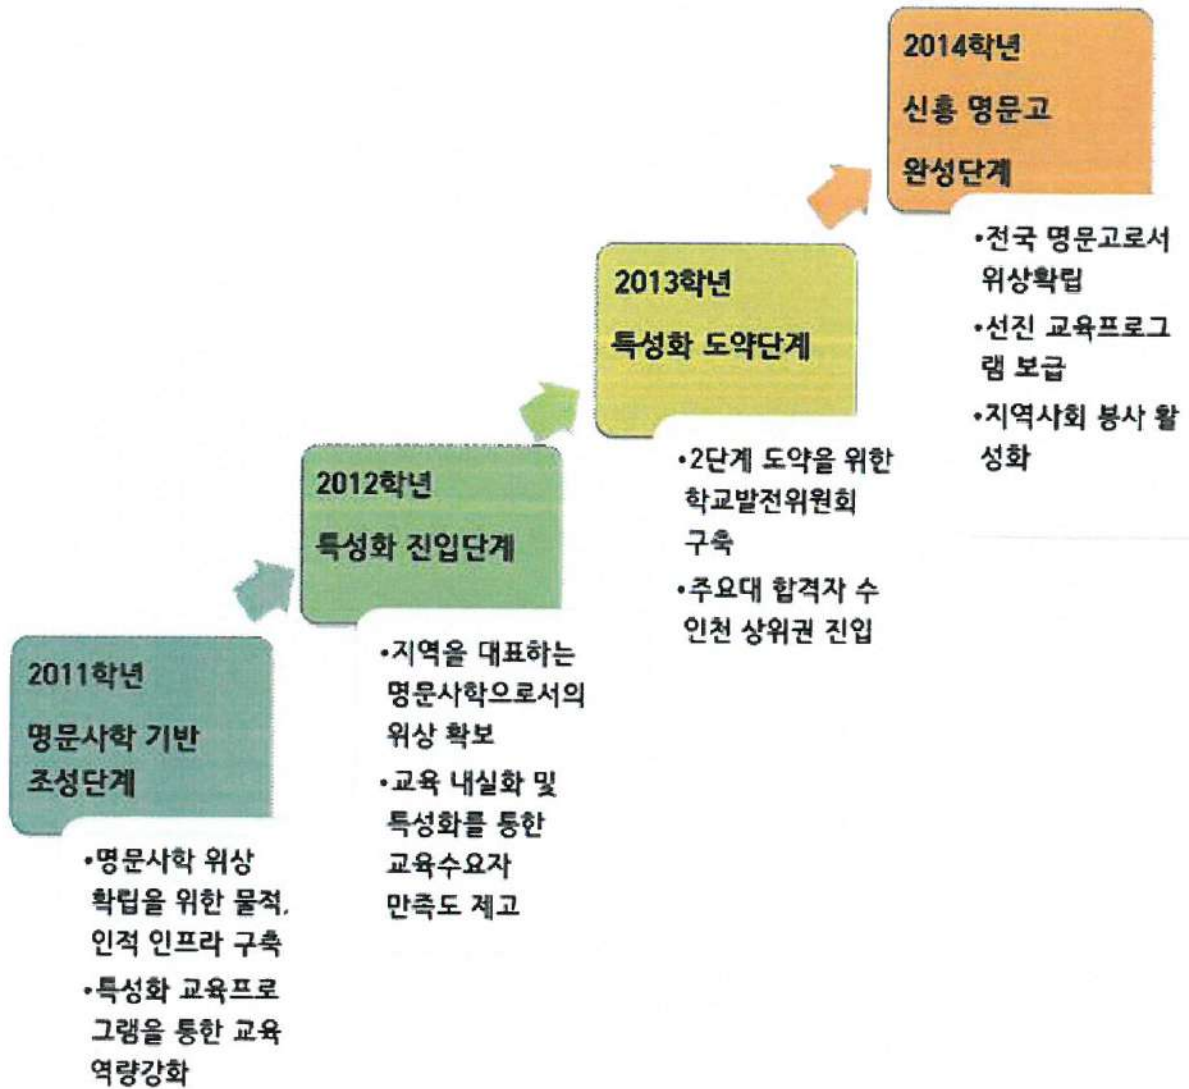 2011학년
명문사학 기반
조성단계
•명문사학 위상
확립을 위한 물적,
인적 인프라 구축
•특성화 교육프로
그램을 통한 교육
역량강화
2012학년
특성화 진입단계
•지역을 대표하는
명문사학으로서의
위상 확보
•교육 내실화 및
특성화를 통한
교육수요자
만족도 제고
2013학년
특성화 도약단계
•2단계 도약을 위한
학교발전위원회
구축
•주요대 합격자 수
인천 상위권 진입
2014학년
신흥 명문고
완성단계
•전국 명문고로서
위상확립
•선진 교육프로그
램 보급
•지역사회 봉사 활
성화